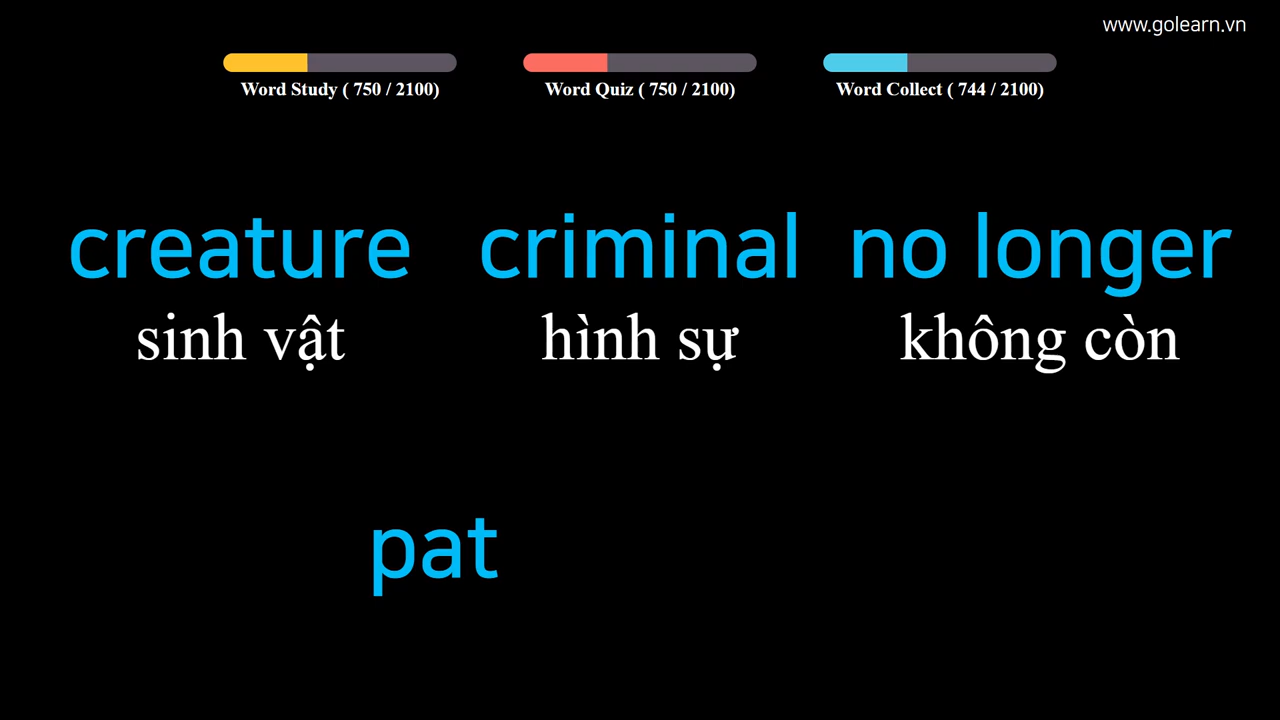 www.golearn.vn
Word Study ( 750 / 2100) Word Quiz ( 750 / 2100) Word Collect ( 744 / 2100)
creature criminal no longer
sinh vật hình sự không còn
pat